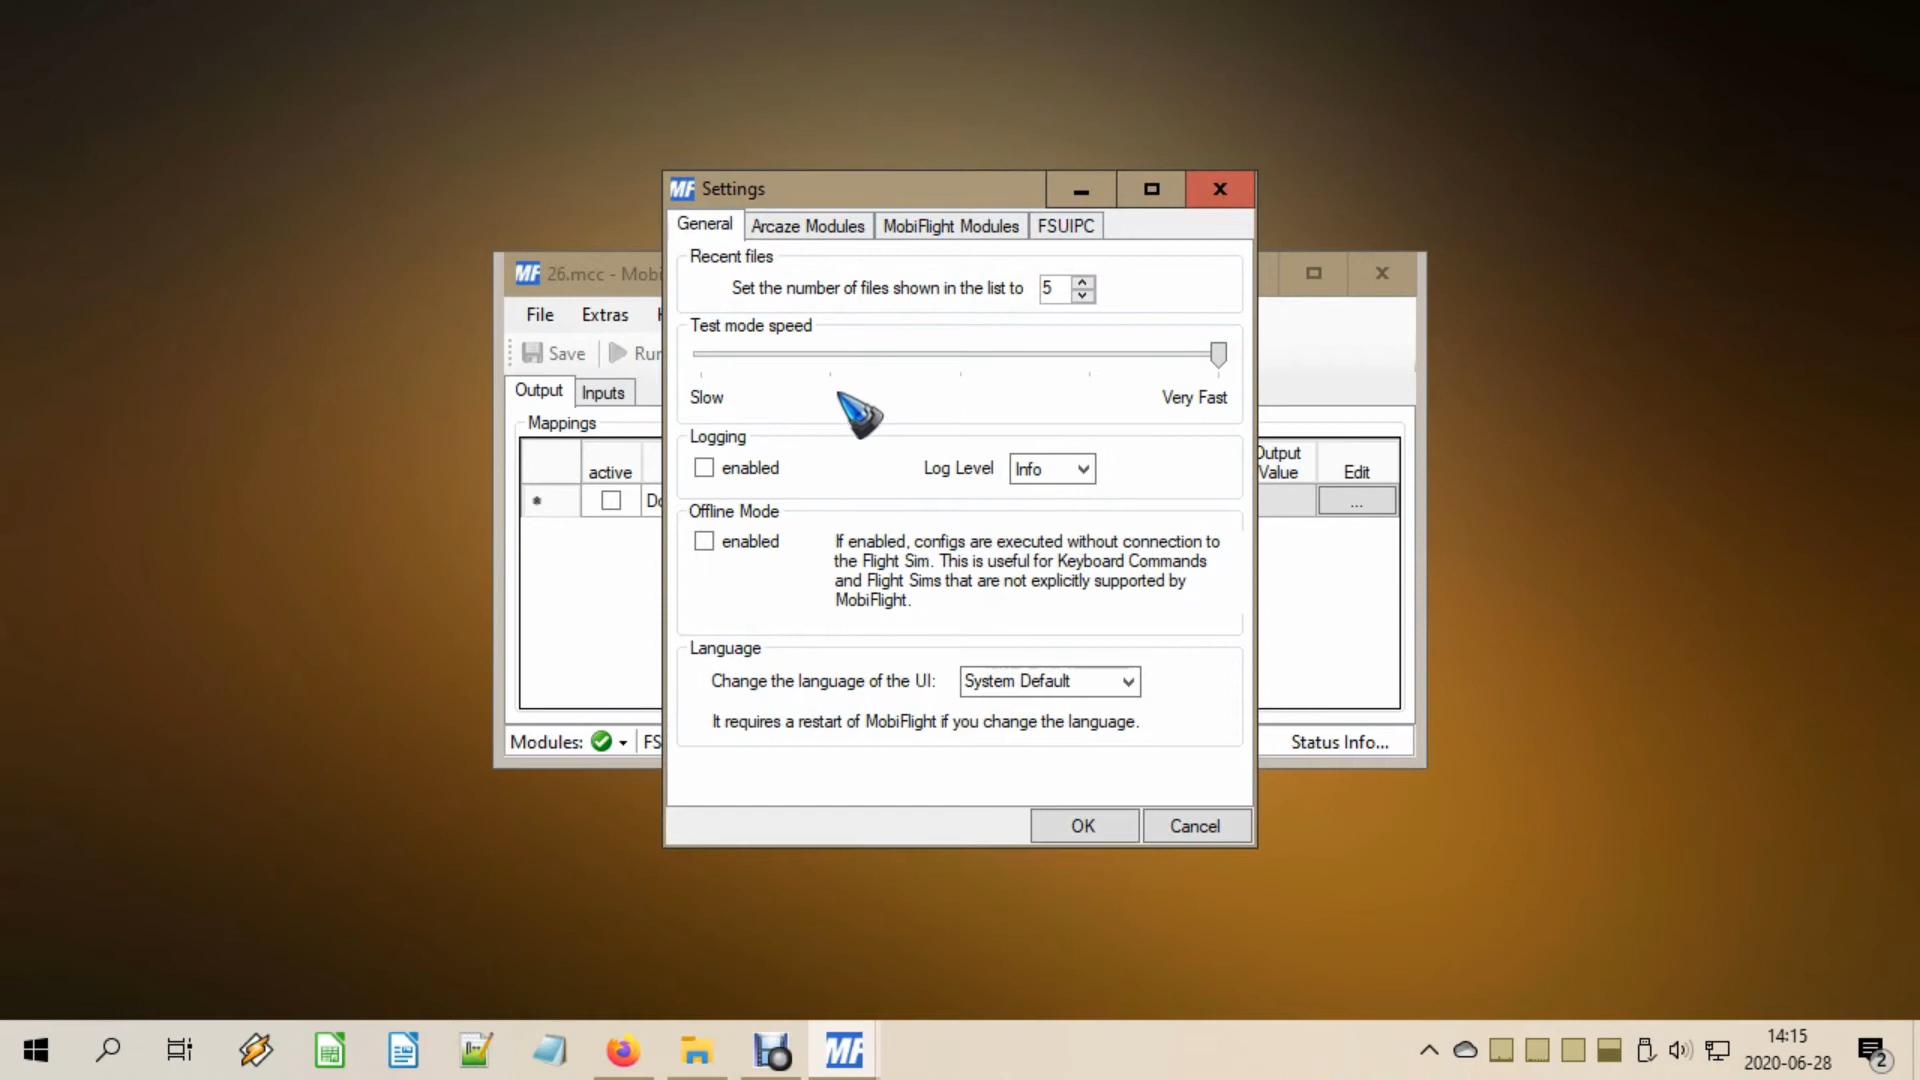 MF Settings
General Arcaze Modules MobiFlight Modules FSUIPC
Recent files
Set the number of files shown in the list to 5
Test mode speed
Slow Very Fast
Logging
enabled Log Level Info
Offline Mode
enabled
If enabled, configs are executed without connection to
the Flight Sim. This is useful for Keyboard Commands
and Flight Sims that are not explicitly supported by
MobiFlight.
Language
Change the language of the UI: System Default
It requires a restart of MobiFlight if you change the language.
OK Cancel
MF 26.mcc - Mobi
File Extras
Save Run
Output Inputs
Mappings
active
Output
Value
Edit
* Do
...
Modules: FS
Status Info...
MF
14:15
2020-06-28
2